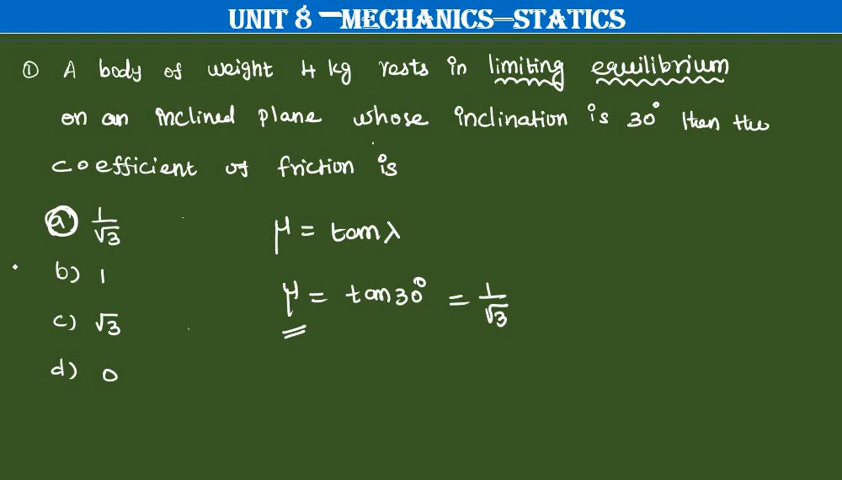 UNIT 8 – MECHANICS–STATICS
① A body of weight 4 kg rests in limiting equilibrium
on an inclined plane whose inclination is 30° then the
coefficient of friction is
a) 1/√3
μ = tan λ
b) 1
μ = tan 30° = 1/√3
c) √3
d) 0